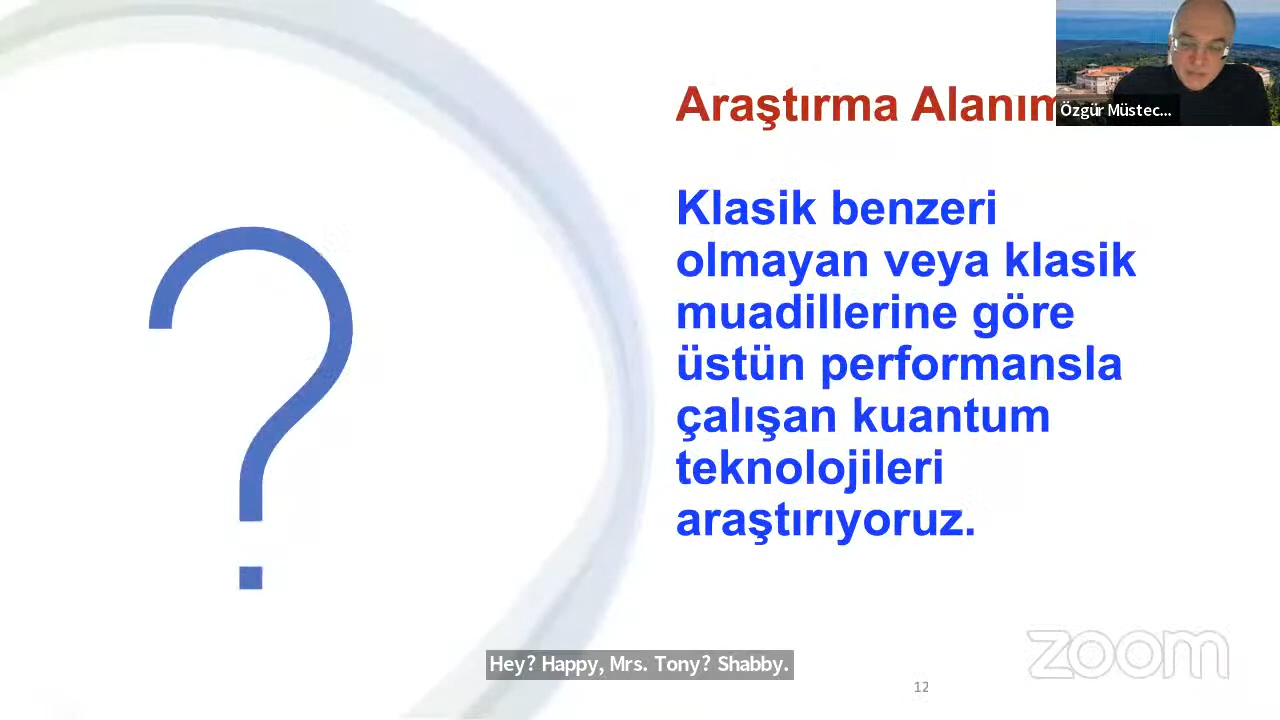 Araştırma Alanım
Özgür Müstec...
Klasik benzeri
olmayan veya klasik
muadillerine göre
üstün performansla
çalışan kuantum
teknolojileri
araştırıyoruz.
Hey? Happy, Mrs. Tony? Shabby.
zoom
12